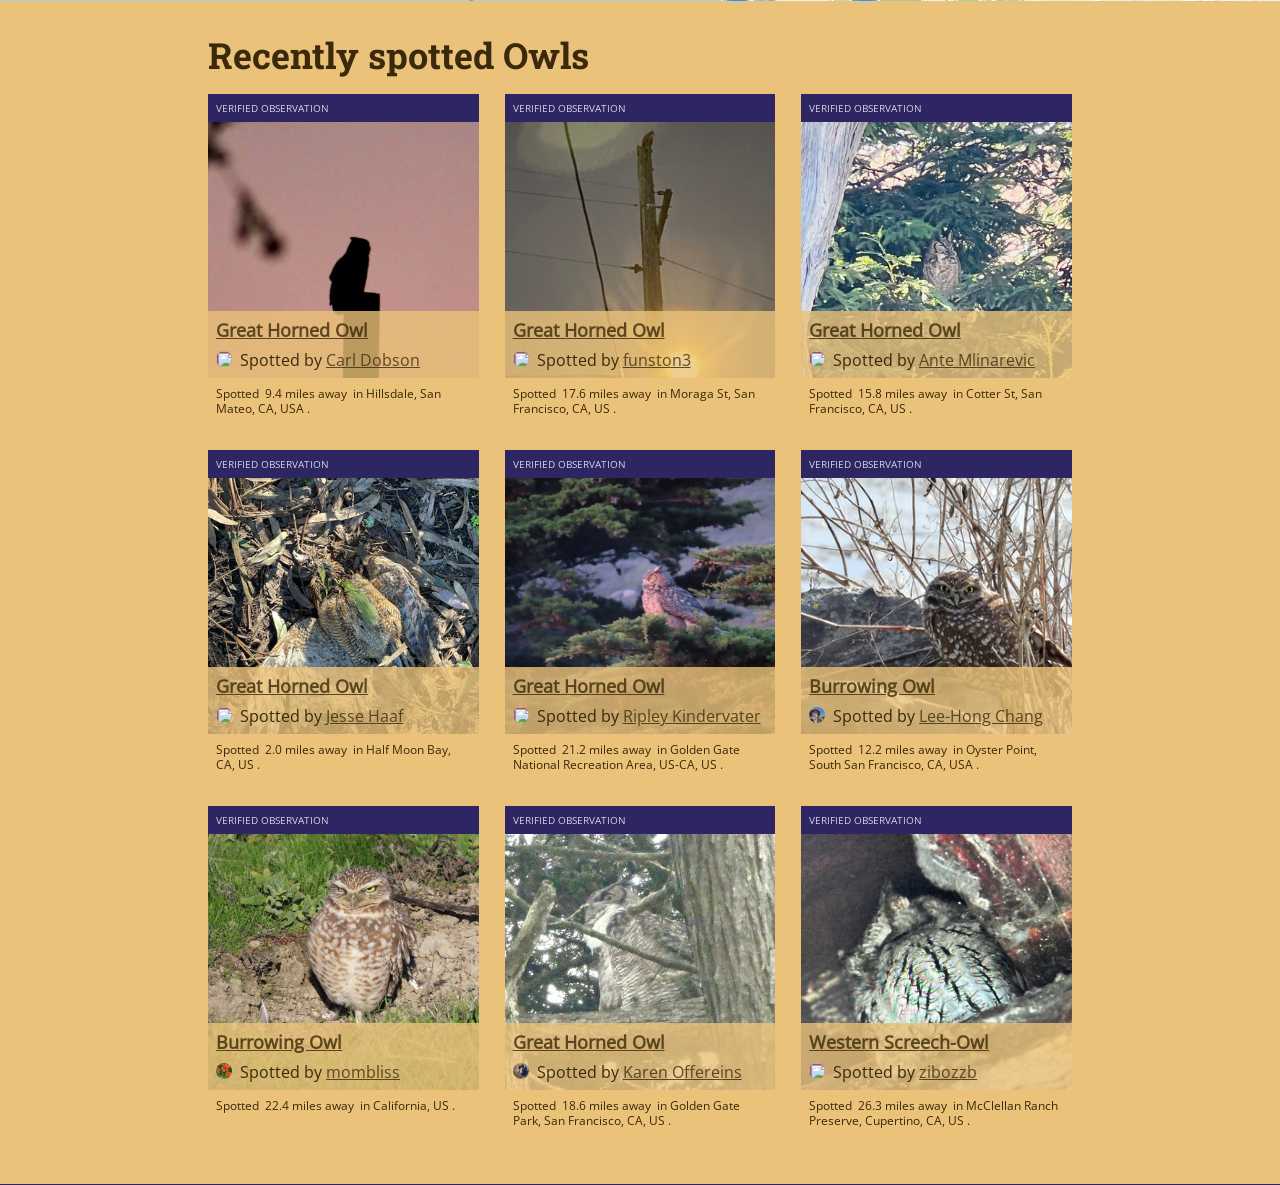 Recently spotted Owls
VERIFIED OBSERVATION
Great Horned Owl
Spotted by Carl Dobson
Spotted 9.4 miles away in Hillsdale, San
Mateo, CA, USA .
VERIFIED OBSERVATION
Great Horned Owl
Spotted by funston3
Spotted 17.6 miles away in Moraga St, San
Francisco, CA, US .
VERIFIED OBSERVATION
Great Horned Owl
Spotted by Ante Mlinarevic
Spotted 15.8 miles away in Cotter St, San
Francisco, CA, US .
VERIFIED OBSERVATION
Great Horned Owl
Spotted by Jesse Haaf
Spotted 2.0 miles away in Half Moon Bay,
CA, US .
VERIFIED OBSERVATION
Great Horned Owl
Spotted by Ripley Kindervater
Spotted 21.2 miles away in Golden Gate
National Recreation Area, US-CA, US .
VERIFIED OBSERVATION
Burrowing Owl
Spotted by Lee-Hong Chang
Spotted 12.2 miles away in Oyster Point,
South San Francisco, CA, USA .
VERIFIED OBSERVATION
Burrowing Owl
Spotted by mombliss
Spotted 22.4 miles away in California, US .
VERIFIED OBSERVATION
Great Horned Owl
Spotted by Karen Offereins
Spotted 18.6 miles away in Golden Gate
Park, San Francisco, CA, US .
VERIFIED OBSERVATION
Western Screech-Owl
Spotted by zibozzb
Spotted 26.3 miles away in McClellan Ranch
Preserve, Cupertino, CA, US .